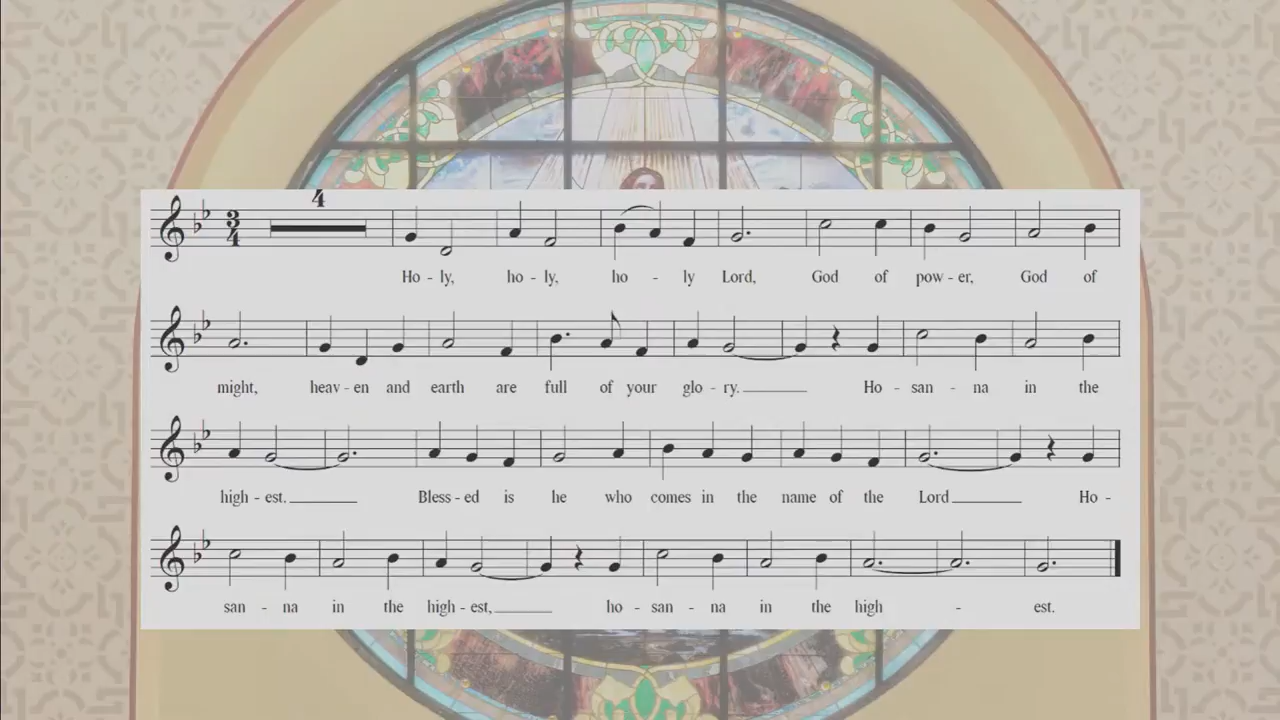 4
3
4
Ho - ly, ho - ly, ho - ly Lord, God of pow - er, God of
might, heav - en and earth are full of your glo - ry. Ho - san - na in the
high - est. Bless - ed is he who comes in the name of the Lord Ho -
san - na in the high - est, ho - san - na in the high - est.